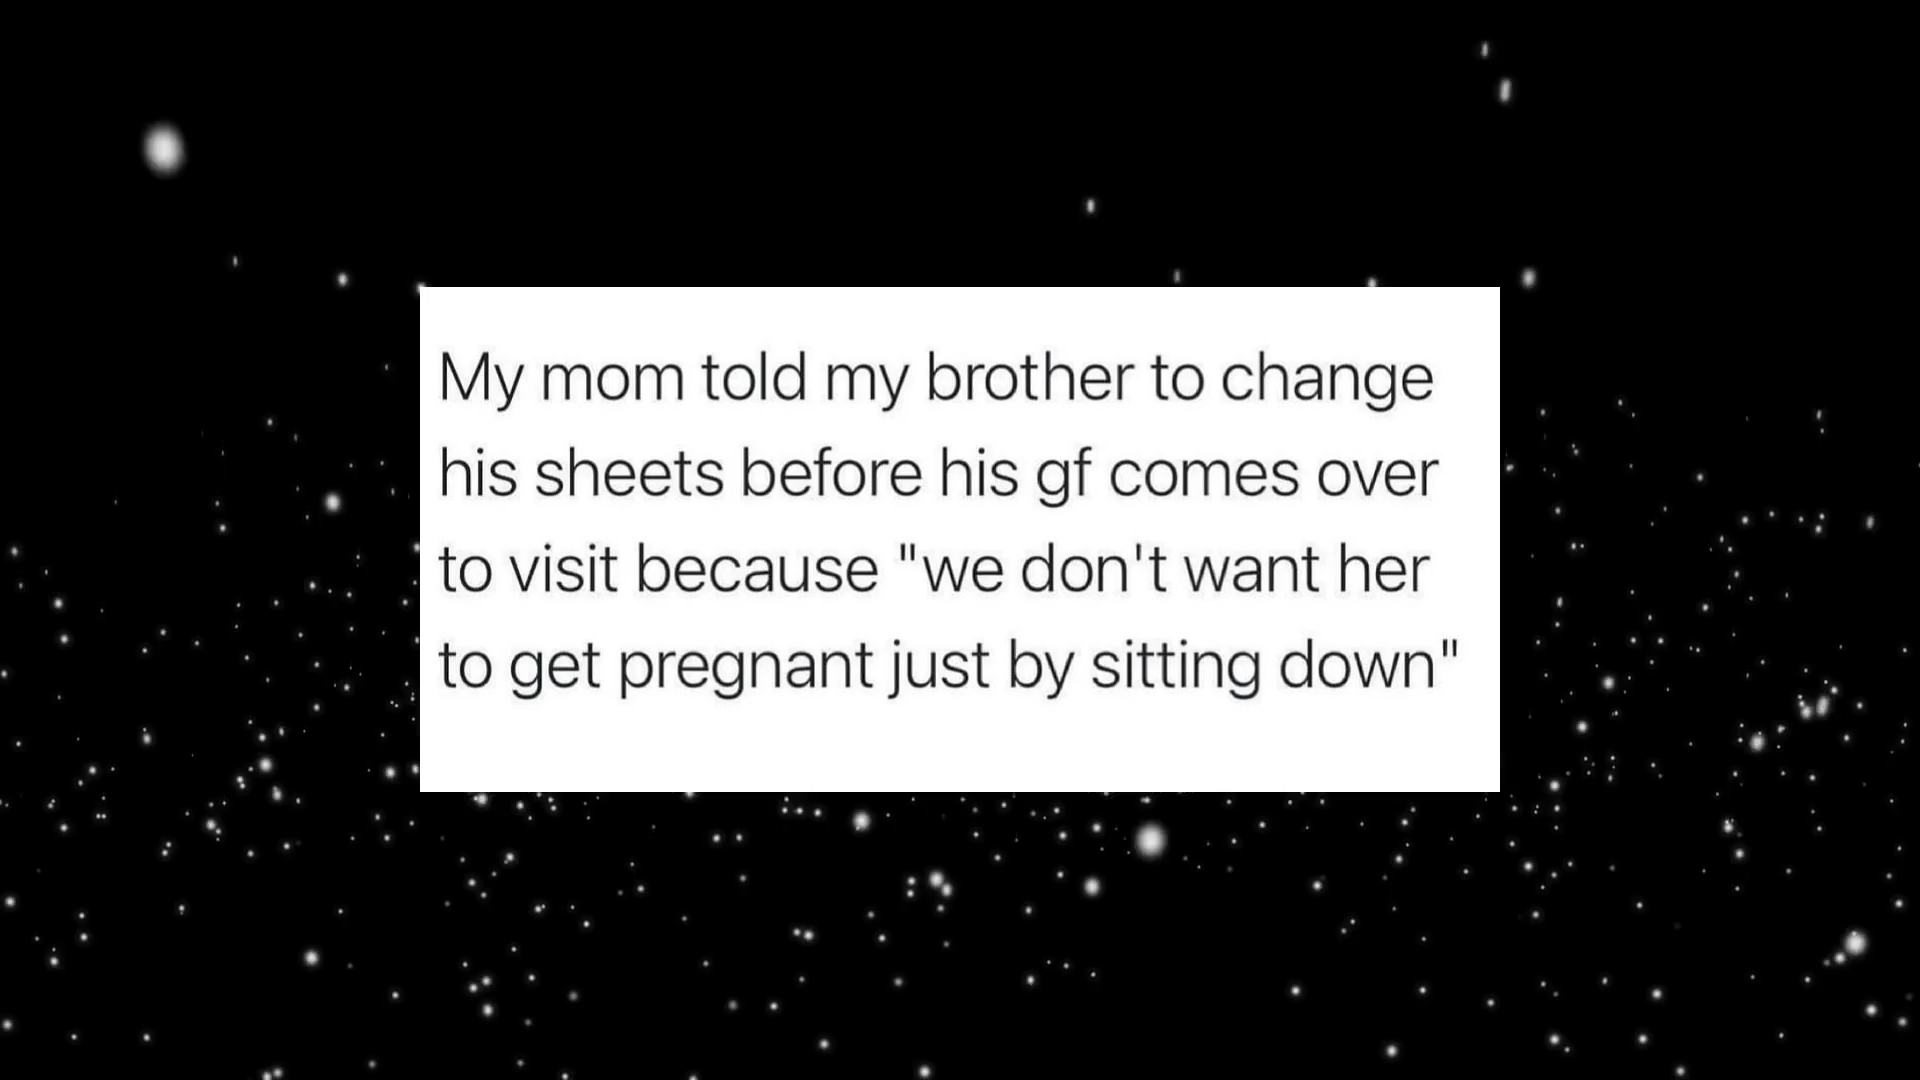 My mom told my brother to change
his sheets before his gf comes over
to visit because "we don't want her
to get pregnant just by sitting down"